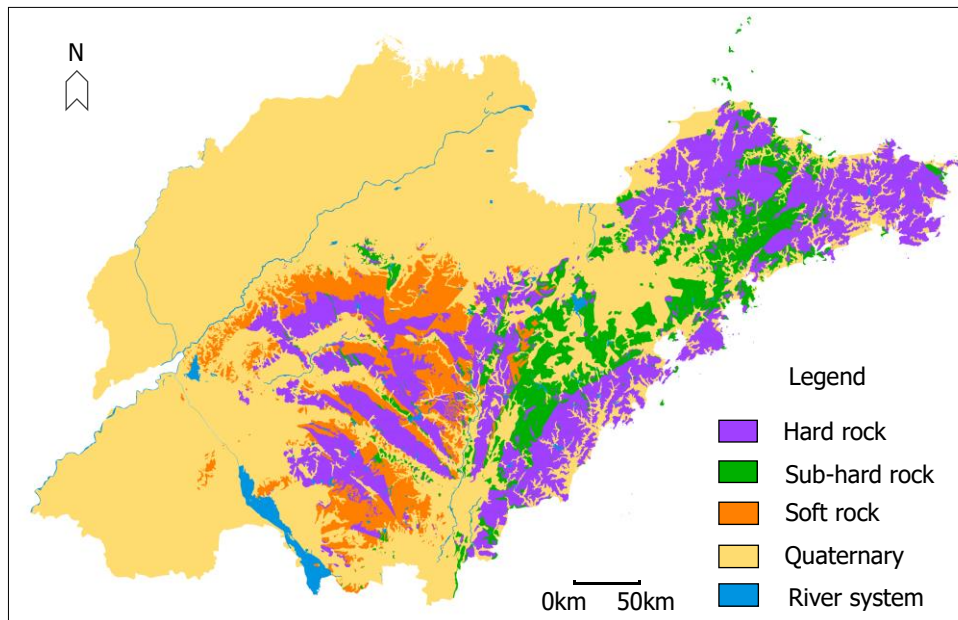 N
Legend
Hard rock
Sub-hard rock
Soft rock
Quaternary
River system
0km 50km